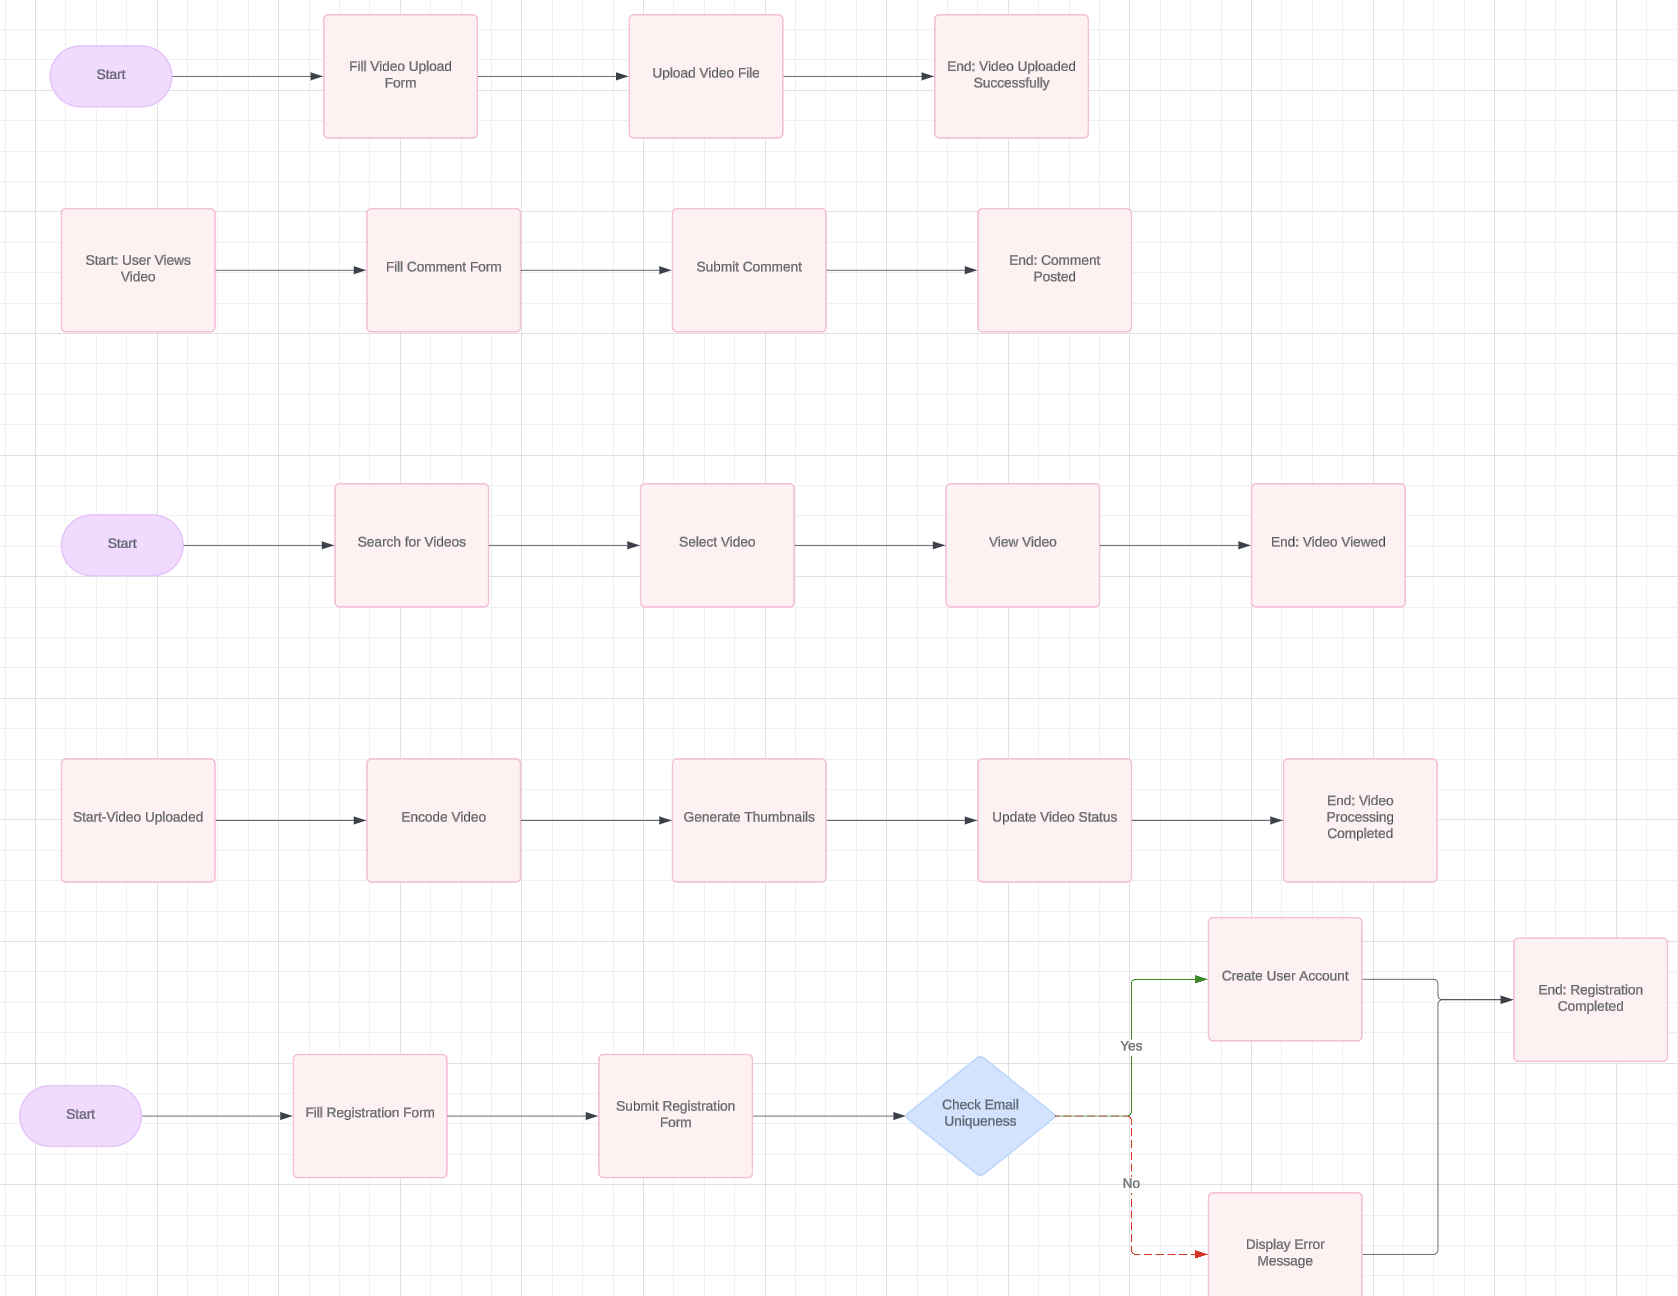 Start
Fill Video Upload
Form
Upload Video File
End: Video Uploaded
Successfully
Start: User Views
Video
Fill Comment Form
Submit Comment
End: Comment
Posted
Start
Search for Videos
Select Video
View Video
End: Video Viewed
Start-Video Uploaded
Encode Video
Generate Thumbnails
Update Video Status
End: Video
Processing
Completed
Start
Fill Registration Form
Submit Registration
Form
Check Email
Uniqueness
Yes
Create User Account
No
Display Error
Message
End: Registration
Completed